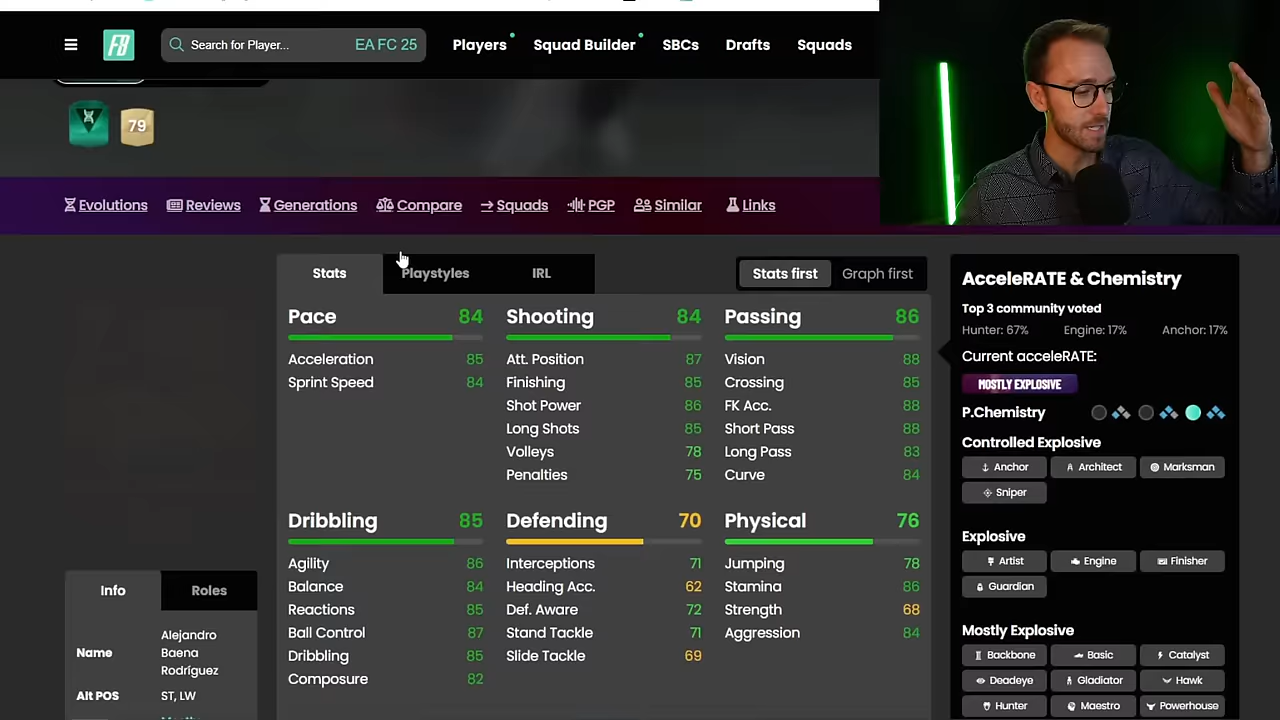 F8
Search for Player... EA FC 25
Players Squad Builder SBCs Drafts Squads
79
Evolutions Reviews Generations Compare Squads PGP Similar Links
Stats Playstyles IRL
Stats first Graph first
Pace 84
Acceleration 85
Sprint Speed 84
Shooting 84
Att. Position 87
Finishing 85
Shot Power 86
Long Shots 85
Volleys 78
Penalties 75
Passing 86
Vision 88
Crossing 85
FK Acc. 88
Short Pass 88
Long Pass 83
Curve 84
Dribbling 85
Agility 86
Balance 84
Reactions 85
Ball Control 87
Dribbling 85
Composure 82
Defending 70
Interceptions 71
Heading Acc. 62
Def. Aware 72
Stand Tackle 71
Slide Tackle 69
Physical 76
Jumping 78
Stamina 86
Strength 68
Aggression 84
AcceleRATE & Chemistry
Top 3 community voted
Hunter: 67% Engine: 17% Anchor: 17%
Current acceleRATE:
MOSTLY EXPLOSIVE
P.Chemistry
Controlled Explosive
Anchor Architect Marksman
Sniper
Explosive
Artist Engine Finisher
Guardian
Mostly Explosive
Backbone Basic Catalyst
Deadeye Gladiator Hawk
Hunter Maestro Powerhouse
Info Roles
Name
Alejandro
Baena
Rodríguez
Alt POS ST, LW